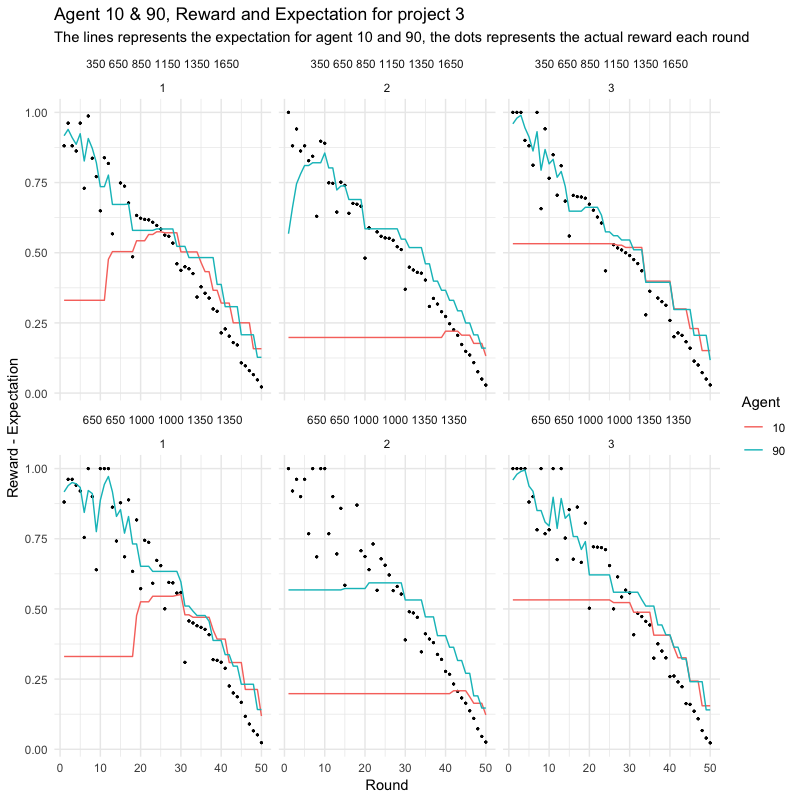 Agent 10 & 90, Reward and Expectation for project 3
The lines represents the expectation for agent 10 and 90, the dots represents the actual reward each round
350 650 850 1150 1350 1650
350 650 850 1150 1350 1650
350 650 850 1150 1350 1650
1
2
3
1.00
0.75
0.50
0.25
0.00
650 650 1000 1000 1350 1350
650 650 1000 1000 1350 1350
650 650 1000 1000 1350 1350
1
2
3
1.00
0.75
0.50
0.25
0.00
0 10 20 30 40 50
0 10 20 30 40 50
0 10 20 30 40 50
Round
Reward - Expectation
Agent
10
90